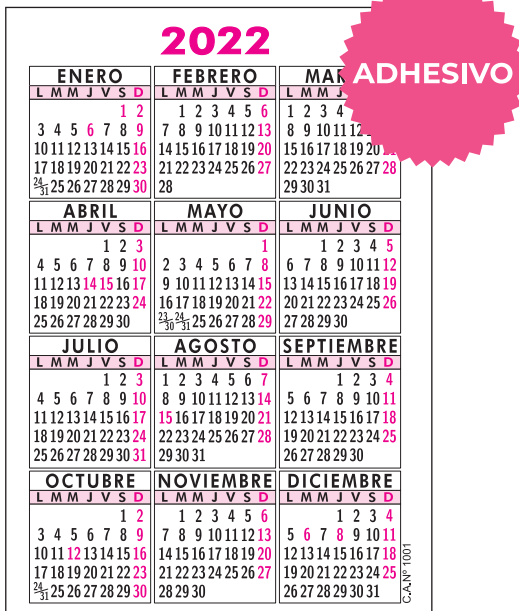 2022
ADHESIVO
ENERO
L M M J V S D
1 2
3 4 5 6 7 8 9
10 11 12 13 14 15 16
17 18 19 20 21 22 23
24/31 25 26 27 28 29 30
FEBRERO
L M M J V S D
1 2 3 4 5 6
7 8 9 10 11 12 13
14 15 16 17 18 19 20
21 22 23 24 25 26 27
28
L M M
1 2 3 4
8 9 10 11 12
15 16 17 18 19 20
22 23 24 25 26 27 28
29 30 31
ABRIL
L M M J V S D
1 2 3
4 5 6 7 8 9 10
11 12 13 14 15 16 17
18 19 20 21 22 23 24
25 26 27 28 29 30
MAYO
L M M J V S D
1
2 3 4 5 6 7 8
9 10 11 12 13 14 15
16 17 18 19 20 21 22
23/30 24/31 25 26 27 28 29
JUNIO
L M M J V S D
1 2 3 4 5
6 7 8 9 10 11 12
13 14 15 16 17 18 19
20 21 22 23 24 25 26
27 28 29 30
JULIO
L M M J V S D
1 2 3
4 5 6 7 8 9 10
11 12 13 14 15 16 17
18 19 20 21 22 23 24
25 26 27 28 29 30 31
AGOSTO
L M M J V S D
1 2 3 4 5 6 7
8 9 10 11 12 13 14
15 16 17 18 19 20 21
22 23 24 25 26 27 28
29 30 31
SEPTIEMBRE
L M M J V S D
1 2 3 4
5 6 7 8 9 10 11
12 13 14 15 16 17 18
19 20 21 22 23 24 25
26 27 28 29 30
OCTUBRE
L M M J V S D
1 2
3 4 5 6 7 8 9
10 11 12 13 14 15 16
17 18 19 20 21 22 23
24/31 25 26 27 28 29 30
NOVIEMBRE
L M M J V S D
1 2 3 4 5 6
7 8 9 10 11 12 13
14 15 16 17 18 19 20
21 22 23 24 25 26 27
28 29 30
DICIEMBRE
L M M J V S D
1 2 3 4
5 6 7 8 9 10 11
12 13 14 15 16 17 18
19 20 21 22 23 24 25
26 27 28 29 30 31
C.A.Nº 1001